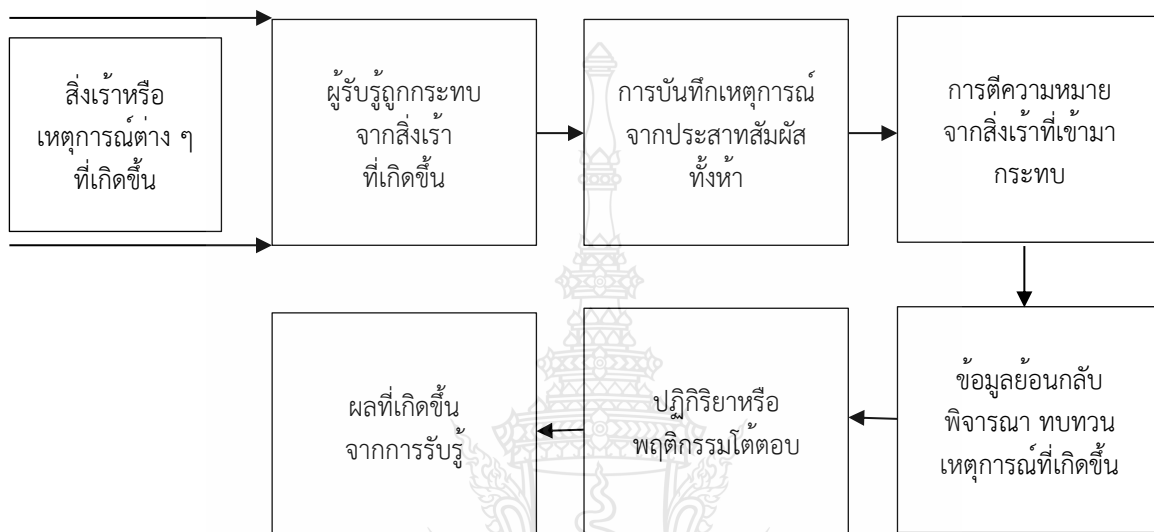 สิ่งเร้าหรือ
เหตุการณ์ต่าง ๆ
ที่เกิดขึ้น
ผู้รับรู้ถูกกระทบ
จากสิ่งเร้า
ที่เกิดขึ้น
การบันทึกเหตุการณ์
จากประสาทสัมผัส
ทั้งห้า
การตีความหมาย
จากสิ่งเร้าที่เข้ามา
กระทบ
ข้อมูลย้อนกลับ
พิจารณา ทบทวน
เหตุการณ์ที่เกิดขึ้น
ปฏิกิริยาหรือ
พฤติกรรมโต้ตอบ
ผลที่เกิดขึ้น
จากการรับรู้